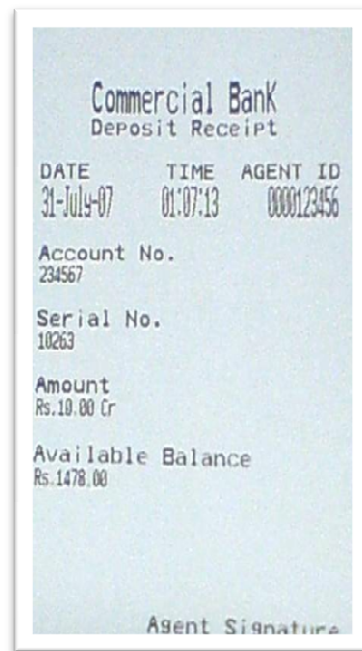 Commercial BanK
Deposit Receipt
DATE TIME AGENT ID
31-July-07 01:07:13 0000123456
Account No.
234567
Serial No.
10263
Amount
Rs.10.00 Cr
Available Balance
Rs.1478.00
Agent Signature